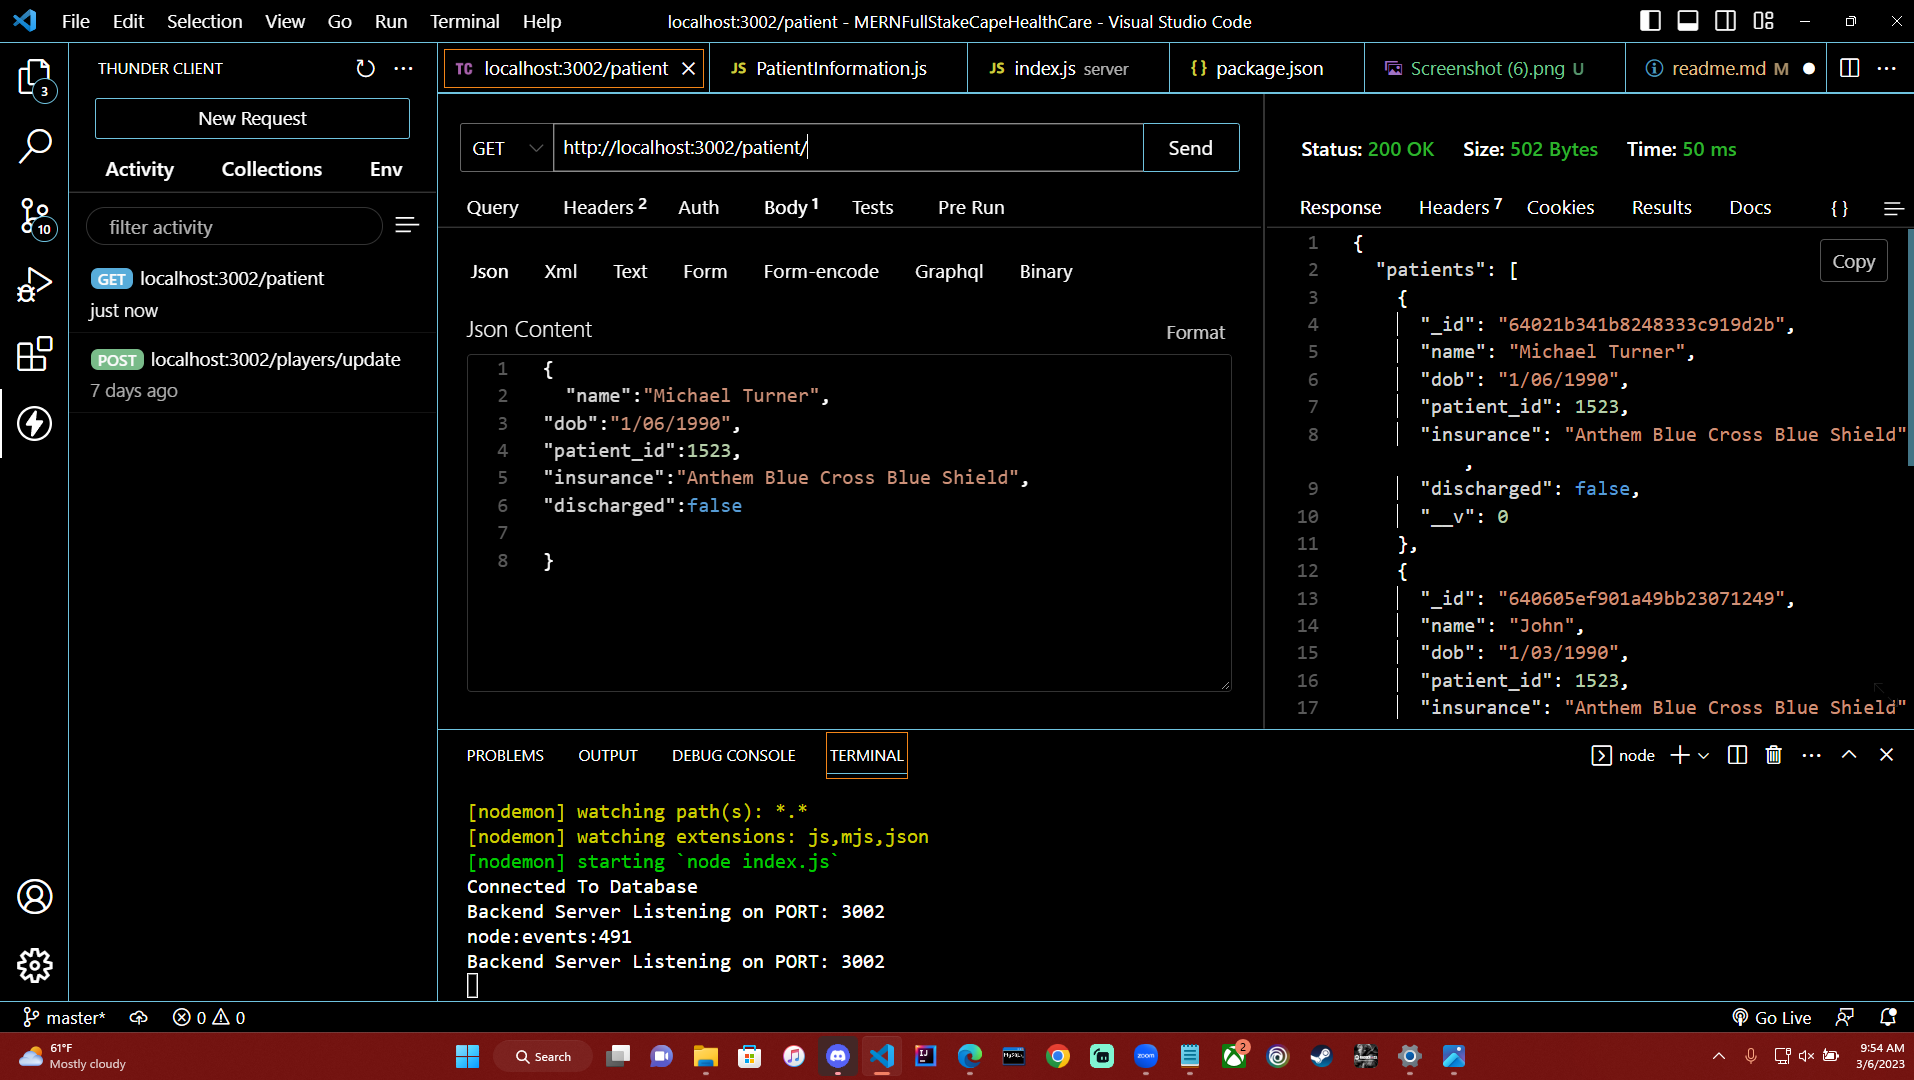 File Edit Selection View Go Run Terminal Help
localhost:3002/patient - MERNFullStakeCapeHealthCare - Visual Studio Code
THUNDER CLIENT
New Request
Activity Collections Env
filter activity
GET localhost:3002/patient
just now
POST localhost:3002/players/update
7 days ago
3
10
TC localhost:3002/patient
JS PatientInformation.js
JS index.js server
{} package.json
Screenshot (6).png U
readme.md M
GET http://localhost:3002/patient/ Send
Query Headers 2 Auth Body 1 Tests Pre Run
Json Xml Text Form Form-encode Graphql Binary
Json Content
Format
1 {
2 "name":"Michael Turner",
3 "dob":"1/06/1990",
4 "patient_id":1523,
5 "insurance":"Anthem Blue Cross Blue Shield",
6 "discharged":false
7
8 }
Status: 200 OK Size: 502 Bytes Time: 50 ms
Response Headers 7 Cookies Results Docs { }
Copy
1 {
2 "patients": [
3 {
4 "_id": "64021b341b8248333c919d2b",
5 "name": "Michael Turner",
6 "dob": "1/06/1990",
7 "patient_id": 1523,
8 "insurance": "Anthem Blue Cross Blue Shield"
,
9 "discharged": false,
10 "__v": 0
11 },
12 {
13 "_id": "640605ef901a49bb23071249",
14 "name": "John",
15 "dob": "1/03/1990",
16 "patient_id": 1523,
17 "insurance": "Anthem Blue Cross Blue Shield"
PROBLEMS OUTPUT DEBUG CONSOLE TERMINAL
node
[nodemon] watching path(s): *.*
[nodemon] watching extensions: js,mjs,json
[nodemon] starting `node index.js`
Connected To Database
Backend Server Listening on PORT: 3002
node:events:491
Backend Server Listening on PORT: 3002
master* 0 0
Go Live
61°F
Mostly cloudy
Search
zoom
2
9:54 AM
3/6/2023